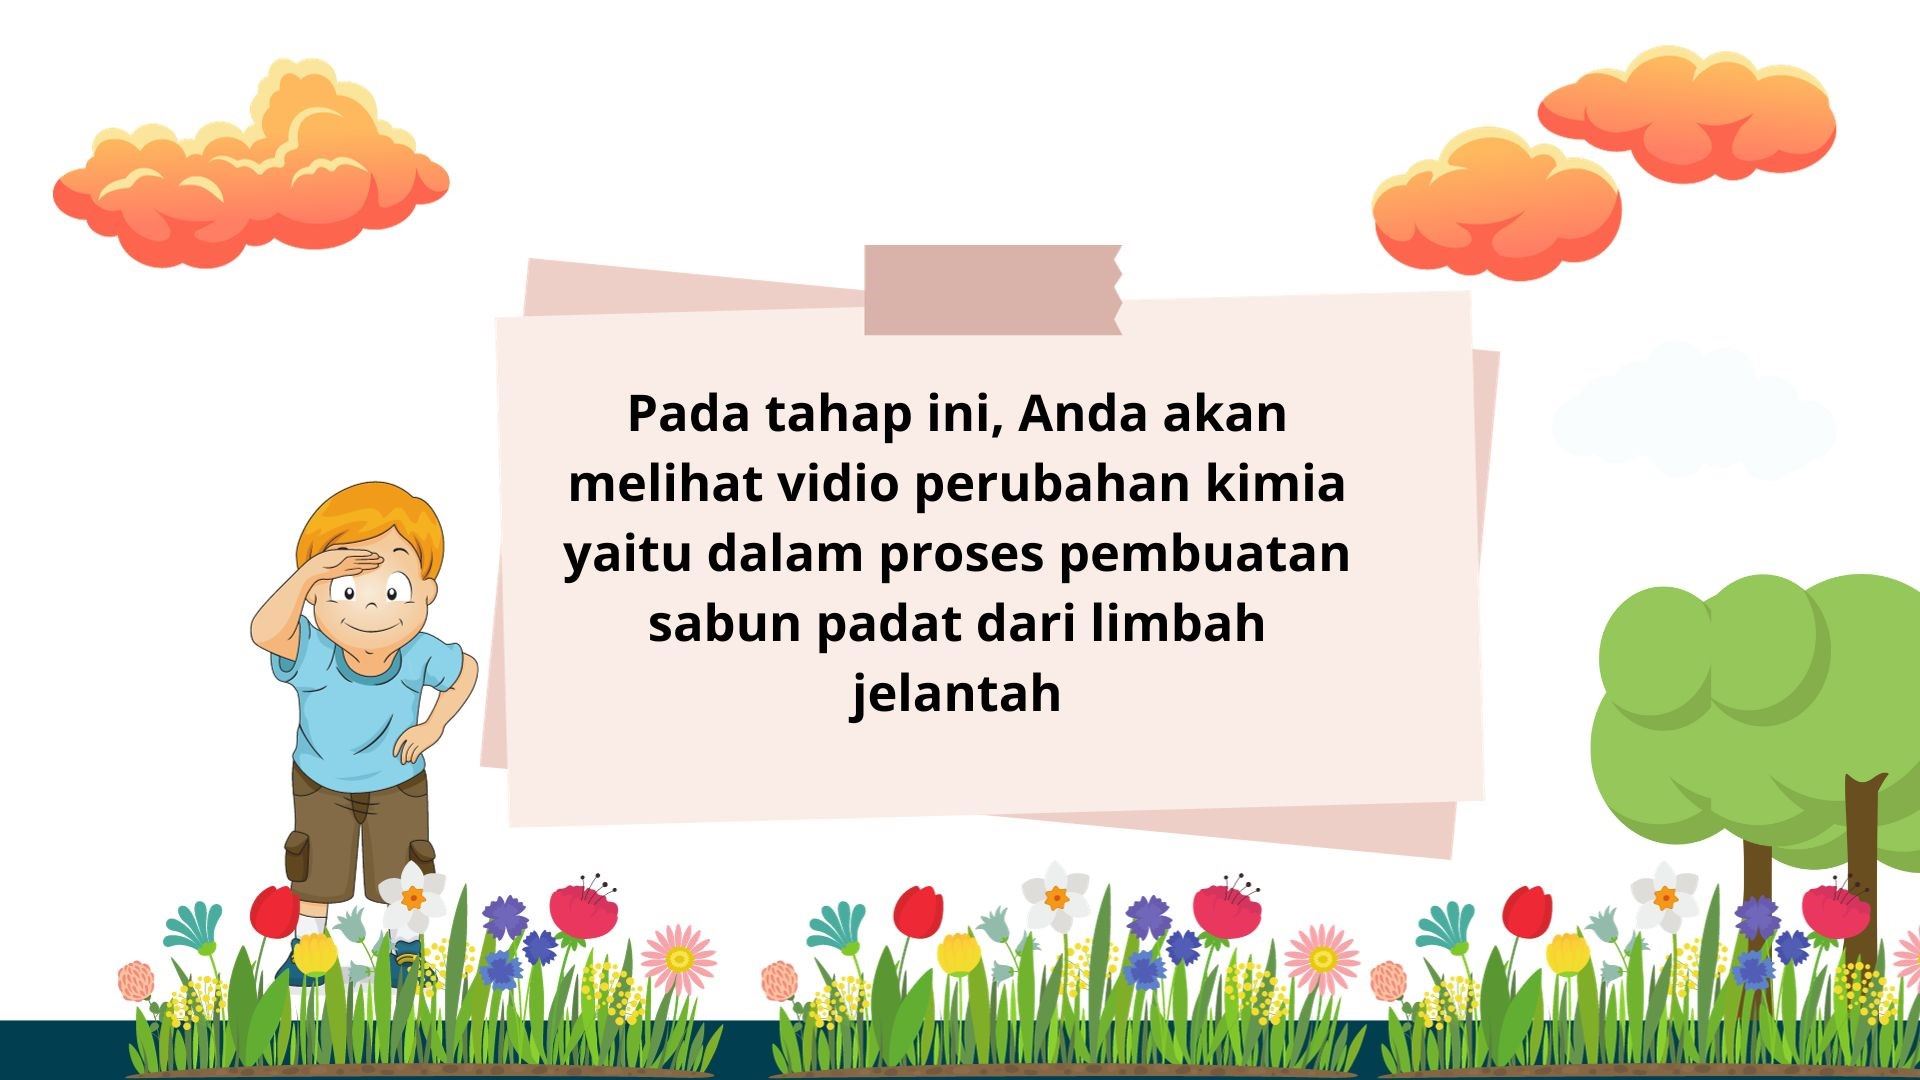 Pada tahap ini, Anda akan
melihat vidio perubahan kimia
yaitu dalam proses pembuatan
sabun padat dari limbah
jelantah